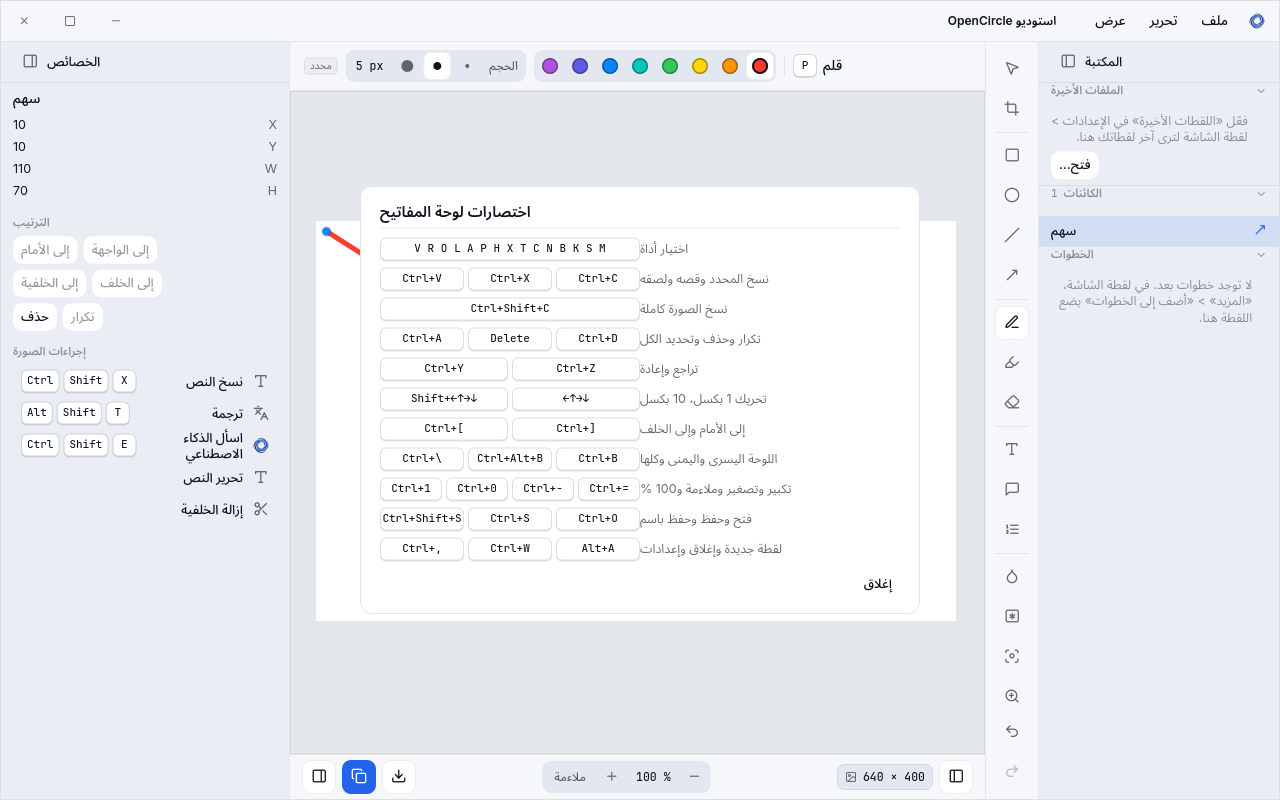 ملف تحرير عرض استوديو OpenCircle
المكتبة
الملفات الأخيرة
فعّل «اللقطات الأخيرة» في الإعدادات >
لقطة الشاشة لترى آخر لقطاتك هنا.
فتح...
الكائنات 1
سهم
الخطوات
لا توجد خطوات بعد. في لقطة الشاشة،
«المزيد» > «أضف إلى الخطوات» يضع
اللقطة هنا.
قلم P
الحجم 5 px محدد
اختصارات لوحة المفاتيح
اختيار أداة V R O L A P H X T C N B K S M
نسخ المحدد وقصه ولصقه Ctrl+C Ctrl+X Ctrl+V
نسخ الصورة كاملة Ctrl+Shift+C
تكرار وحذف وتحديد الكل Ctrl+D Delete Ctrl+A
تراجع وإعادة Ctrl+Z Ctrl+Y
تحريك 1 بكسل، 10 بكسل ←↑→↓ Shift+←↑→↓
إلى الأمام وإلى الخلف Ctrl+] Ctrl+[
اللوحة اليسرى واليمنى وكلها Ctrl+B Ctrl+Alt+B Ctrl+\
تكبير وتصغير وملاءمة و100 % Ctrl+= Ctrl+- Ctrl+0 Ctrl+1
فتح وحفظ وحفظ باسم Ctrl+O Ctrl+S Ctrl+Shift+S
لقطة جديدة وإغلاق وإعدادات Alt+A Ctrl+W Ctrl+,
إغلاق
640 × 400
100 %
ملاءمة
الخصائص
سهم
X 10
Y 10
W 110
H 70
الترتيب
إلى الواجهة إلى الأمام
إلى الخلف إلى الخلفية
تكرار حذف
إجراءات الصورة
نسخ النص Ctrl Shift X
ترجمة Alt Shift T
اسأل الذكاء
الاصطناعي Ctrl Shift E
تحرير النص
إزالة الخلفية